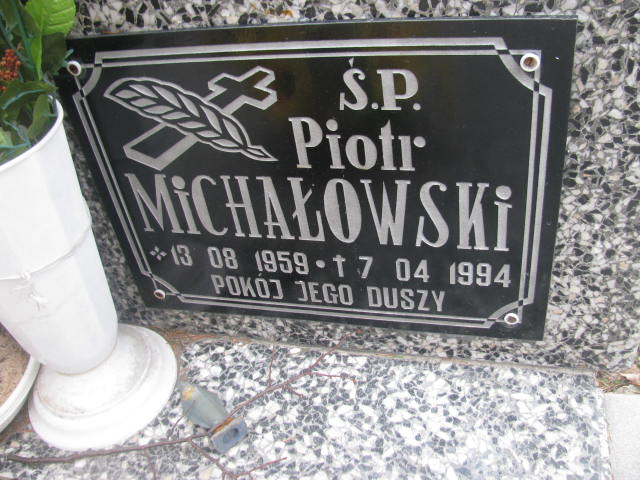 Ś.P.
Piotr
MiCHAŁOWSKi
13 08 1959 • † 7 04 1994
POKÓJ JEGO DUSZY